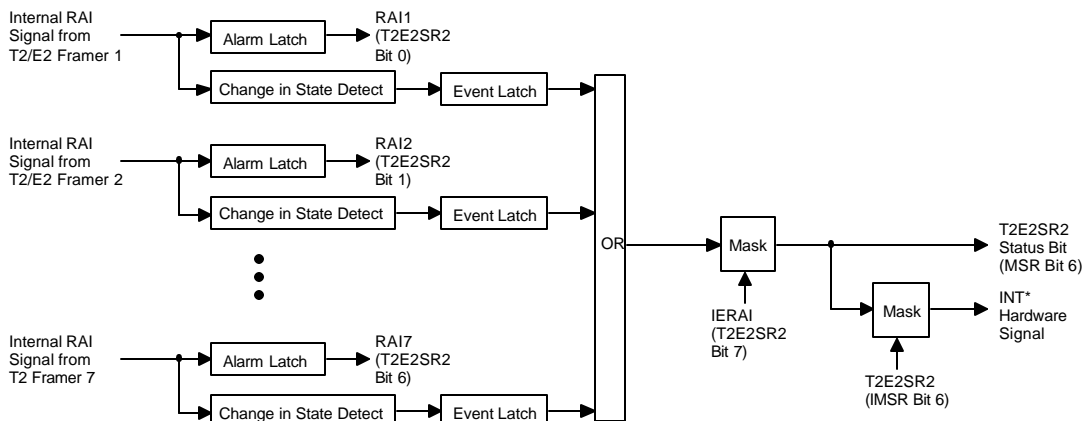 Internal RAI
Signal from
T2/E2 Framer 1
Alarm Latch
RAI1
(T2E2SR2
Bit 0)
Change in State Detect
Event Latch
Internal RAI
Signal from
T2/E2 Framer 2
Alarm Latch
RAI2
(T2E2SR2
Bit 1)
Change in State Detect
Event Latch
OR
Mask
T2E2SR2
Status Bit
(MSR Bit 6)
IERAI
(T2E2SR2
Bit 7)
Mask
INT*
Hardware
Signal
T2E2SR2
(IMSR Bit 6)
Internal RAI
Signal from
T2 Framer 7
Alarm Latch
RAI7
(T2E2SR2
Bit 6)
Change in State Detect
Event Latch